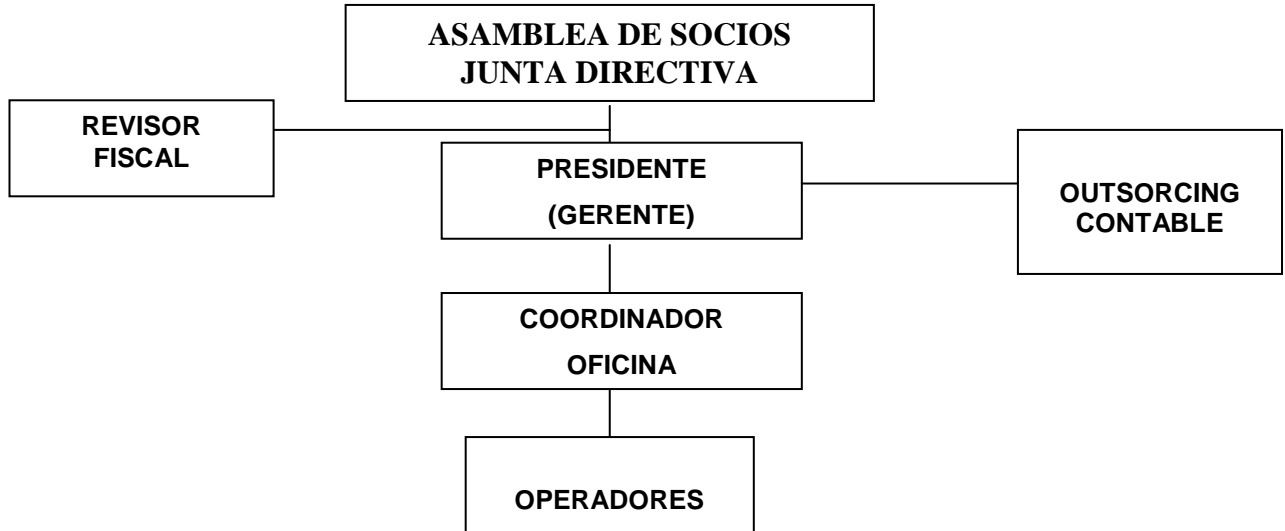 ASAMBLEA DE SOCIOS
JUNTA DIRECTIVA
REVISOR
FISCAL
PRESIDENTE
(GERENTE)
OUTSORCING
CONTABLE
COORDINADOR
OFICINA
OPERADORES